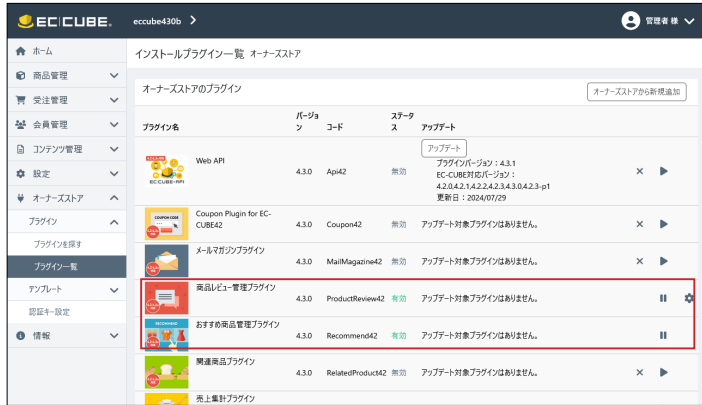 EC CUBE
eccube430b
管理者 様
ホーム
商品管理
受注管理
会員管理
コンテンツ管理
設定
オーナーズストア
プラグイン
プラグインを探す
プラグイン一覧
テンプレート
認証キー設定
情報
インストールプラグイン一覧 オーナーズストア
オーナーズストアのプラグイン
オーナーズストアから新規追加
プラグイン名 バージョン コード ステータス アップデート
Web API 4.3.0 Api42 無効 アップデート
プラグインバージョン：4.3.1
EC-CUBE対応バージョン：
4.2.0,4.2.1,4.2.2,4.2.3,4.3.0,4.2.3-p1
更新日：2024/07/29
EC-CUBE-API
Coupon Plugin for EC-CUBE42 4.3.0 Coupon42 無効 アップデート対象プラグインはありません。
COUPON CODE
メールマガジンプラグイン 4.3.0 MailMagazine42 無効 アップデート対象プラグインはありません。
商品レビュー管理プラグイン 4.3.0 ProductReview42 有効 アップデート対象プラグインはありません。
RECOMMEND
おすすめ商品管理プラグイン 4.3.0 Recommend42 有効 アップデート対象プラグインはありません。
関連商品プラグイン 4.3.0 RelatedProduct42 無効 アップデート対象プラグインはありません。
売上集計プラグイン